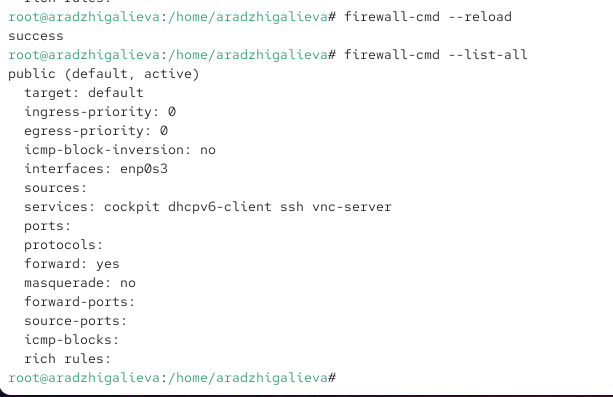 rich rules:
root@aradzhigalieva:/home/aradzhigalieva# firewall-cmd --reload
success
root@aradzhigalieva:/home/aradzhigalieva# firewall-cmd --list-all
public (default, active)
  target: default
  ingress-priority: 0
  egress-priority: 0
  icmp-block-inversion: no
  interfaces: enp0s3
  sources:
  services: cockpit dhcpv6-client ssh vnc-server
  ports:
  protocols:
  forward: yes
  masquerade: no
  forward-ports:
  source-ports:
  icmp-blocks:
  rich rules:
root@aradzhigalieva:/home/aradzhigalieva#